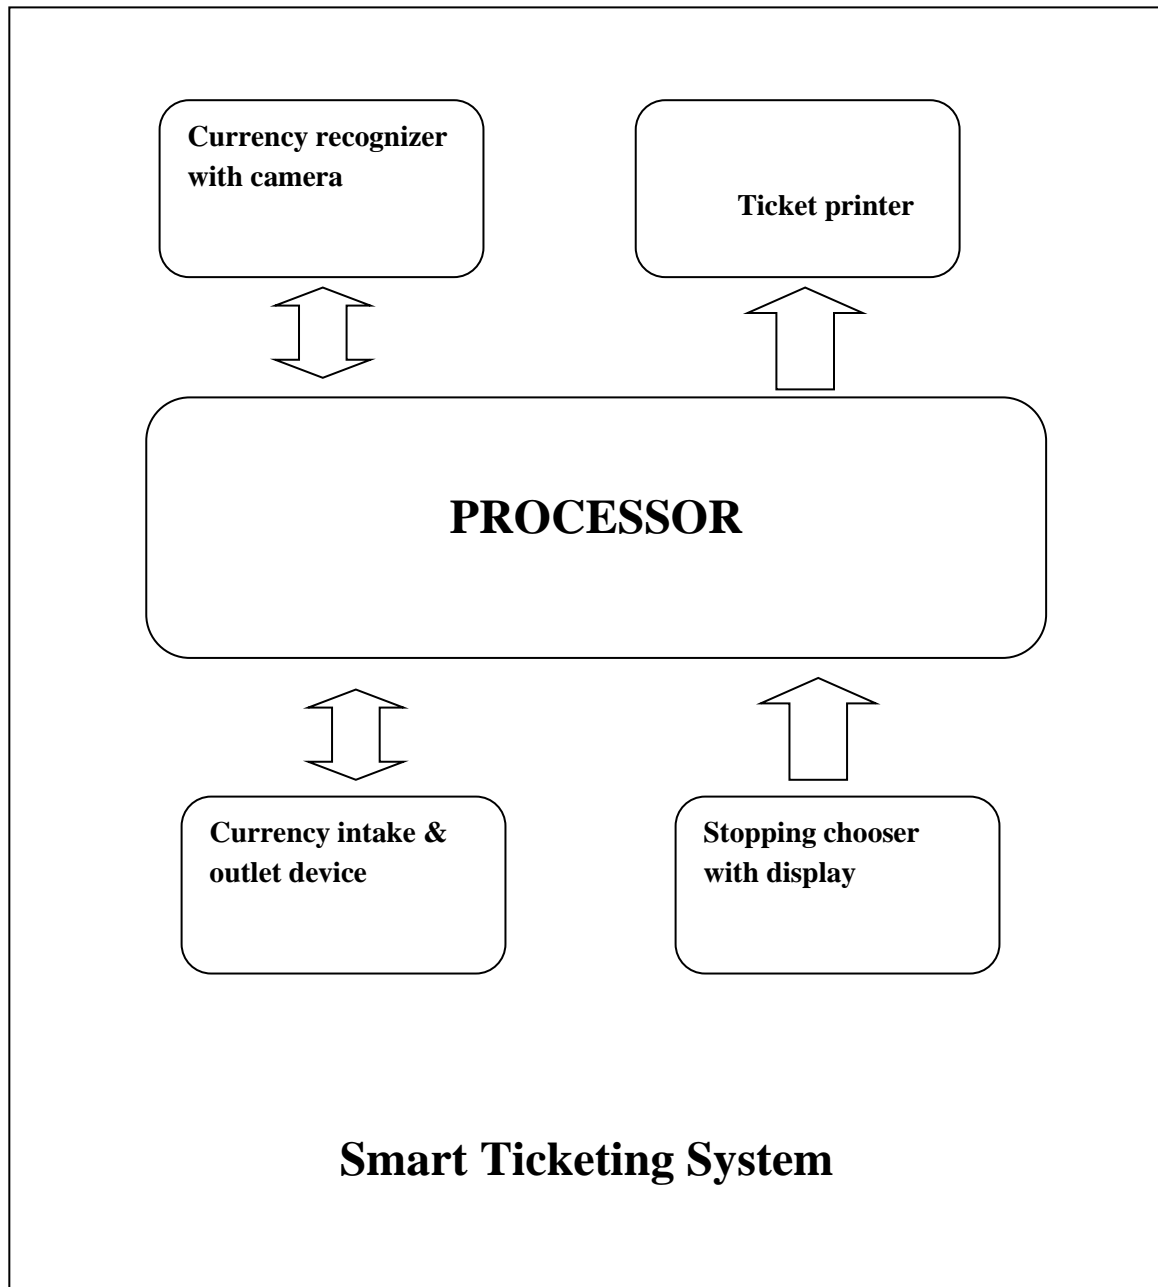 Currency recognizer
with camera
Ticket printer
PROCESSOR
Currency intake &
outlet device
Stopping chooser
with display
Smart Ticketing System